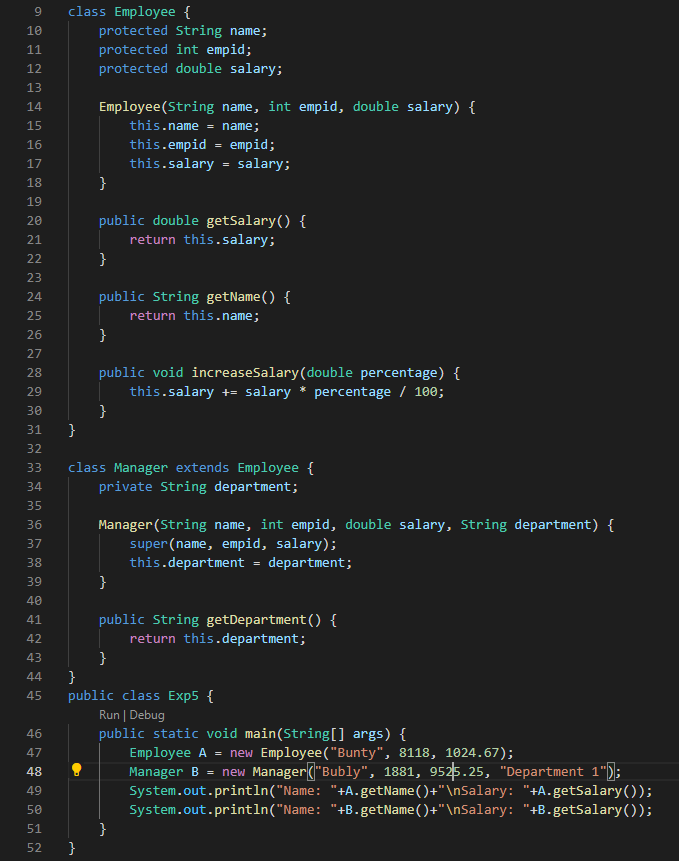 9 class Employee {
10 protected String name;
11 protected int empid;
12 protected double salary;
13
14 Employee(String name, int empid, double salary) {
15 this.name = name;
16 this.empid = empid;
17 this.salary = salary;
18 }
19
20 public double getSalary() {
21 return this.salary;
22 }
23
24 public String getName() {
25 return this.name;
26 }
27
28 public void increaseSalary(double percentage) {
29 this.salary += salary * percentage / 100;
30 }
31 }
32
33 class Manager extends Employee {
34 private String department;
35
36 Manager(String name, int empid, double salary, String department) {
37 super(name, empid, salary);
38 this.department = department;
39 }
40
41 public String getDepartment() {
42 return this.department;
43 }
44 }
45 public class Exp5 {
Run | Debug
46 public static void main(String[] args) {
47 Employee A = new Employee("Bunty", 8118, 1024.67);
48 Manager B = new Manager("Bubly", 1881, 9525.25, "Department 1");
49 System.out.println("Name: "+A.getName()+"\nSalary: "+A.getSalary());
50 System.out.println("Name: "+B.getName()+"\nSalary: "+B.getSalary());
51 }
52 }